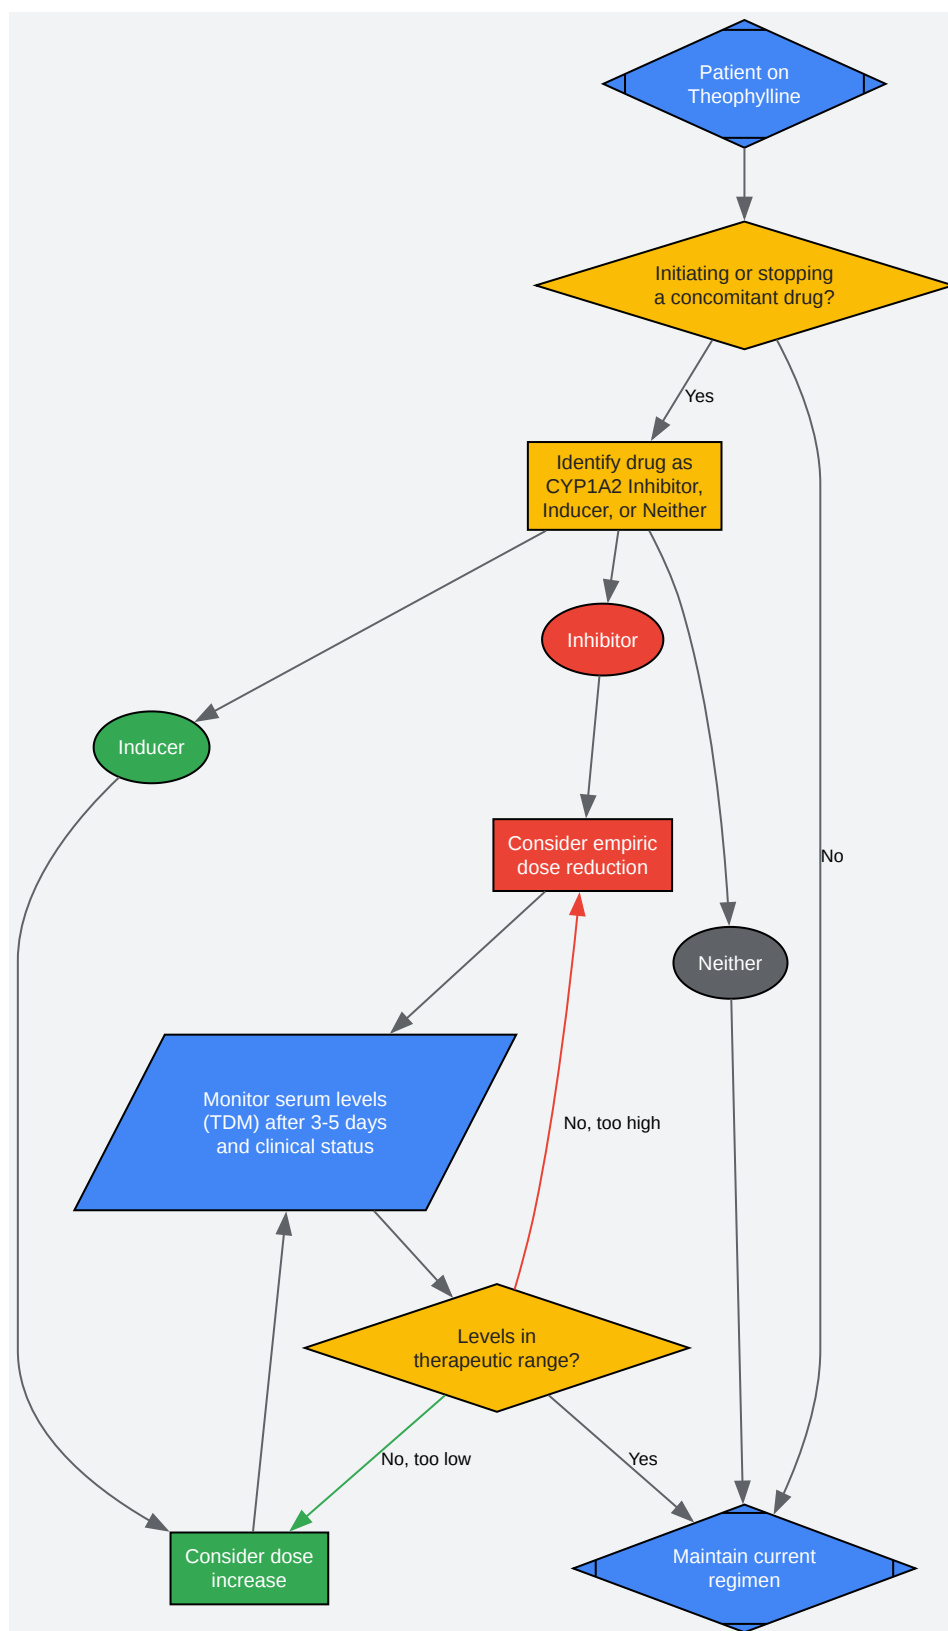 Patient on
Theophylline
Initiating or stopping
a concomitant drug?
Yes
Identify drug as
CYP1A2 Inhibitor,
Inducer, or Neither
Inhibitor
Inducer
Consider empiric
dose reduction
No
Neither
Monitor serum levels
(TDM) after 3-5 days
and clinical status
No, too high
Levels in
therapeutic range?
No, too low
Yes
Consider dose
increase
Maintain current
regimen